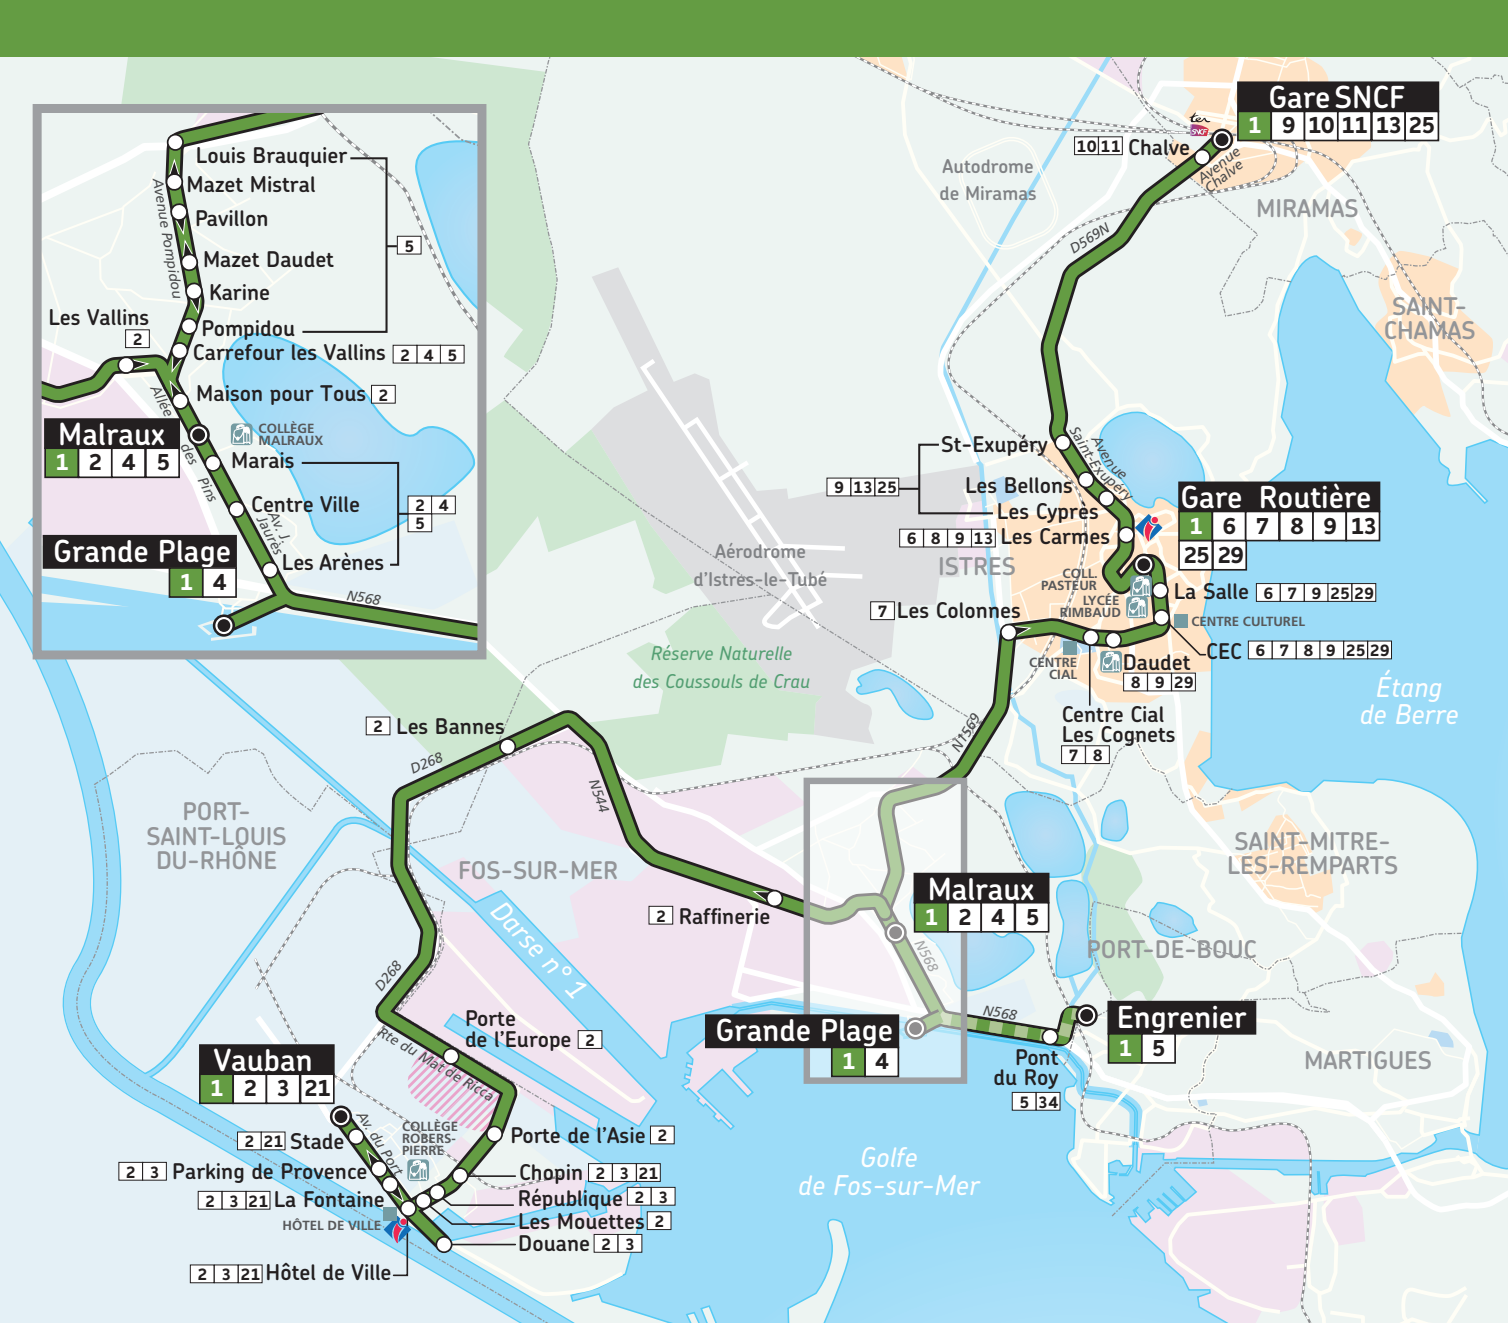 Louis Brauquier
Mazet Mistral
Pavillon
5
Mazet Daudet
Karine
Avenue Pompidou
Les Vallins
2
Pompidou
Carrefour les Vallins 2 4 5
Maison pour Tous 2
Allée des Pins
Malraux
1 2 4 5
COLLÈGE
MALRAUX
Marais
Centre Ville
2 4
5
Av. J.
Jaurès
Grande Plage
1 4
Les Arènes
N568
Gare SNCF
1 9 10 11 13 25
ter
SNCF
10 11 Chalve
Avenue
Chalve
Autodrome
de Miramas
MIRAMAS
D569N
SAINT-
CHAMAS
St-Exupéry
Avenue
Saint-Exupéry
9 13 25
Les Bellons
Les Cyprès
6 8 9 13 Les Carmes
Gare Routière
1 6 7 8 9 13
25 29
ISTRES
Aérodrome
d'Istres-le-Tubé
COLL.
PASTEUR
LYCÉE
RIMBAUD
La Salle 6 7 9 25 29
7 Les Colonnes
CENTRE CULTUREL
CEC 6 7 8 9 25 29
CENTRE
CIAL
Daudet
8 9 29
Centre Cial
Les Cognets
7 8
Réserve Naturelle
des Coussouls de Crau
Étang
de Berre
N1569
2 Les Bannes
D268
N544
PORT-
SAINT-LOUIS
DU-RHÔNE
FOS-SUR-MER
SAINT-MITRE-
LES-REMPARTS
Malraux
1 2 4 5
2 Raffinerie
Darse n° 1
N568
PORT-DE-BOUC
D268
Grande Plage
1 4
N568
Engrenier
1 5
Pont
du Roy
5 34
MARTIGUES
Porte
de l'Europe 2
Rte du Mat de Ricca
Vauban
1 2 3 21
2 21 Stade
Av. du Port
COLLÈGE
ROBERS-
PIERRE
Porte de l'Asie 2
2 3 Parking de Provence
Chopin 2 3 21
2 3 21 La Fontaine
République 2 3
HÔTEL DE VILLE
Les Mouettes 2
Douane 2 3
2 3 21 Hôtel de Ville
Golfe
de Fos-sur-Mer